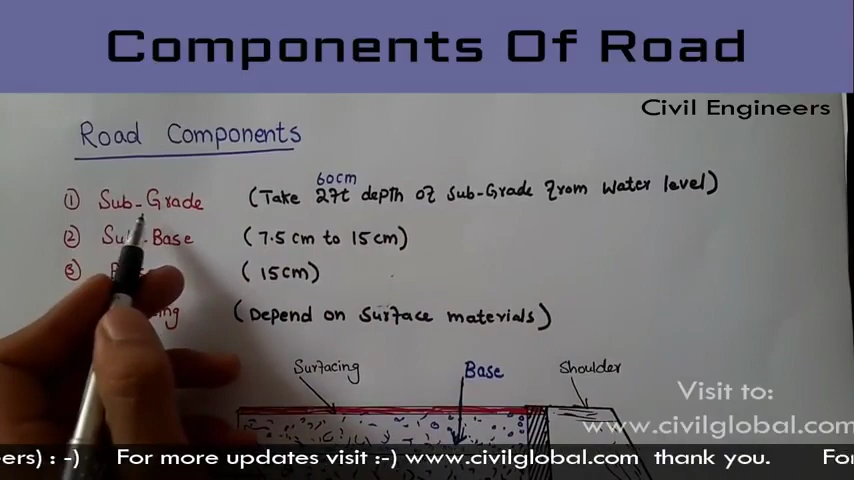 Components Of Road
Civil Engineers
Road Components
① Sub-Grade (Take 2ft depth of Sub-Grade from water level)
60cm
② Sub-Base (7.5 cm to 15cm)
③ (15cm)
(Depend on Surface materials)
Surfacing Base Shoulder
Visit to:
www.civilglobal.com
ers) : -) For more updates visit :-) www.civilglobal.com thank you. For